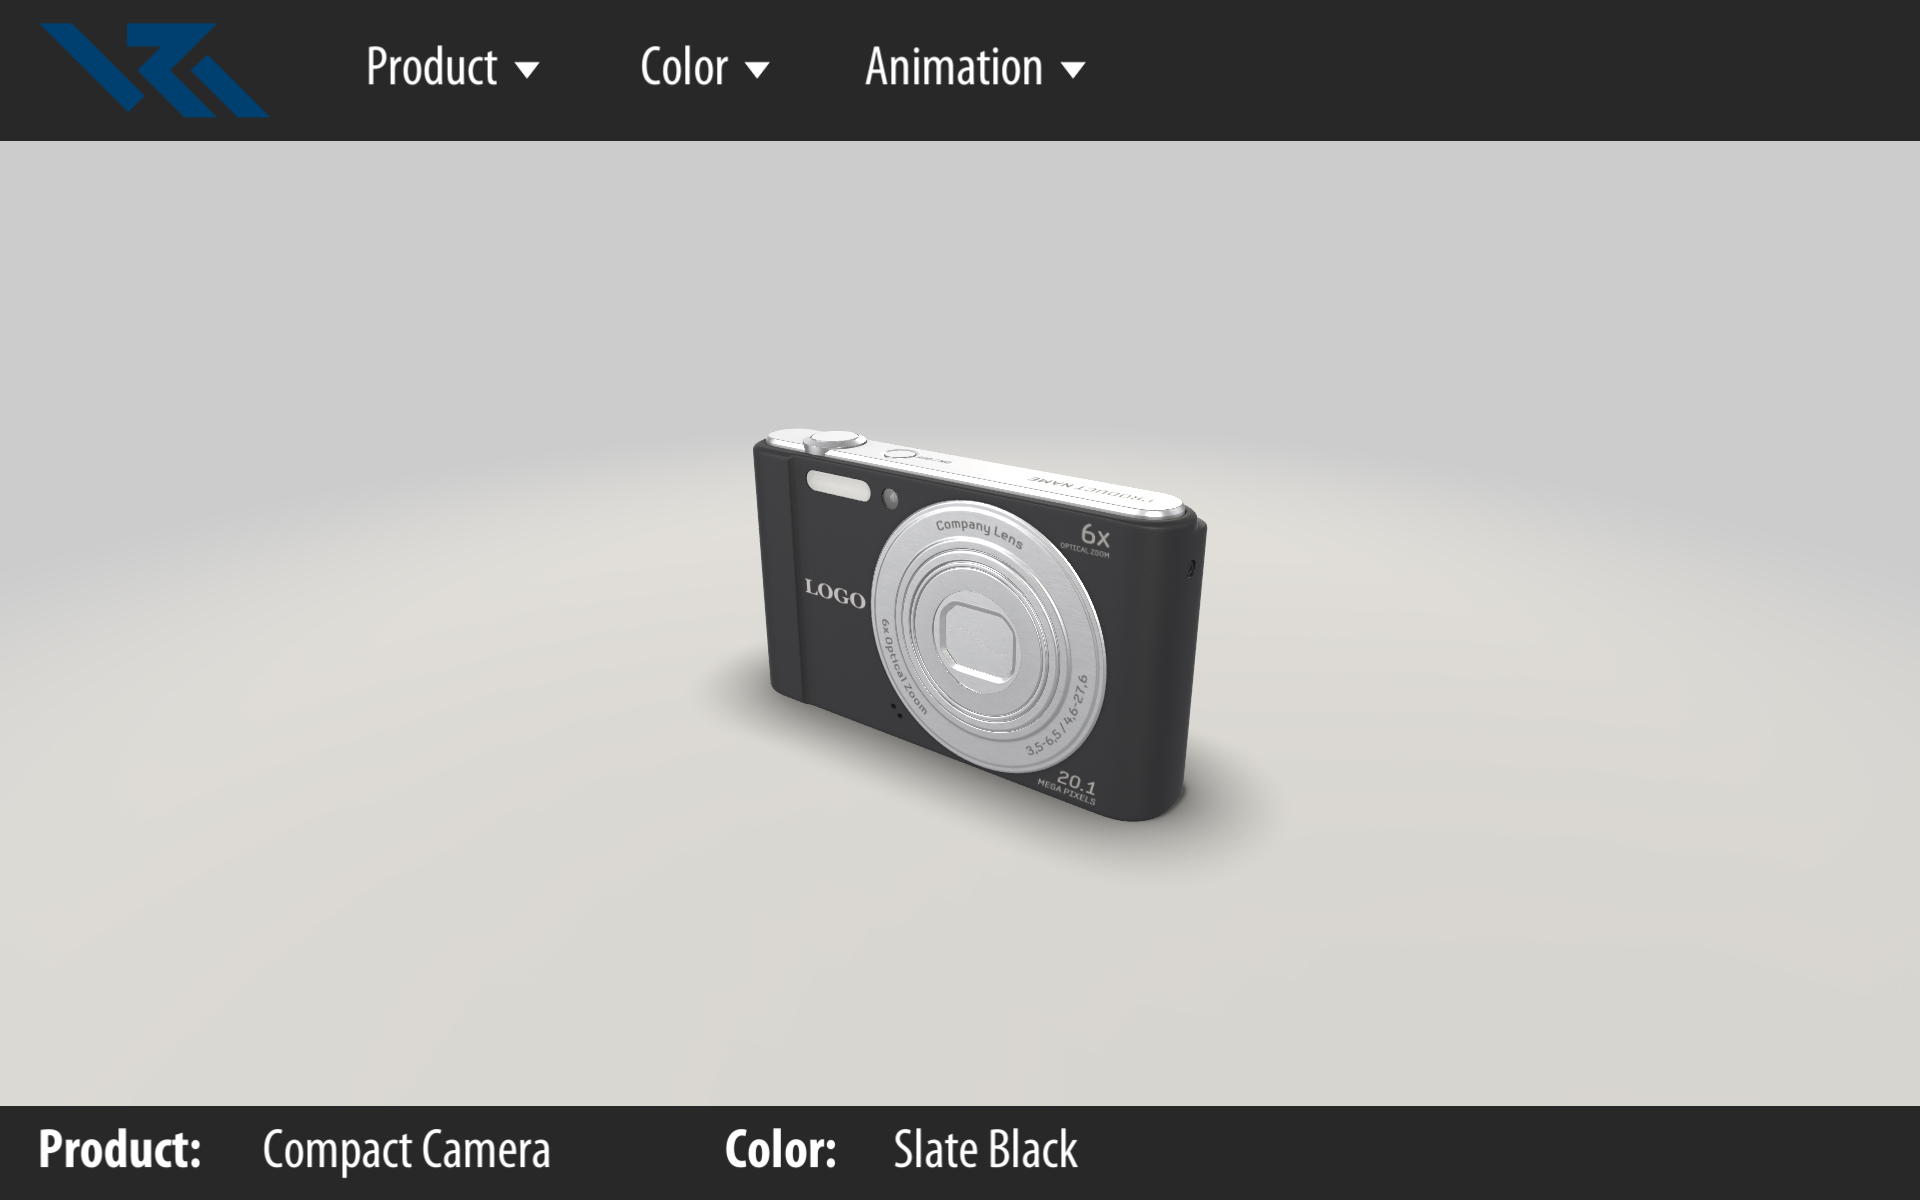 Product
Color
Animation
PRODUCT NAME
Company Lens
6x
OPTICAL ZOOM
LOGO
6x Optical Zoom
3,5-6,5 / 4,6-27,6
20.1
MEGA PIXELS
Product: Compact Camera Color: Slate Black